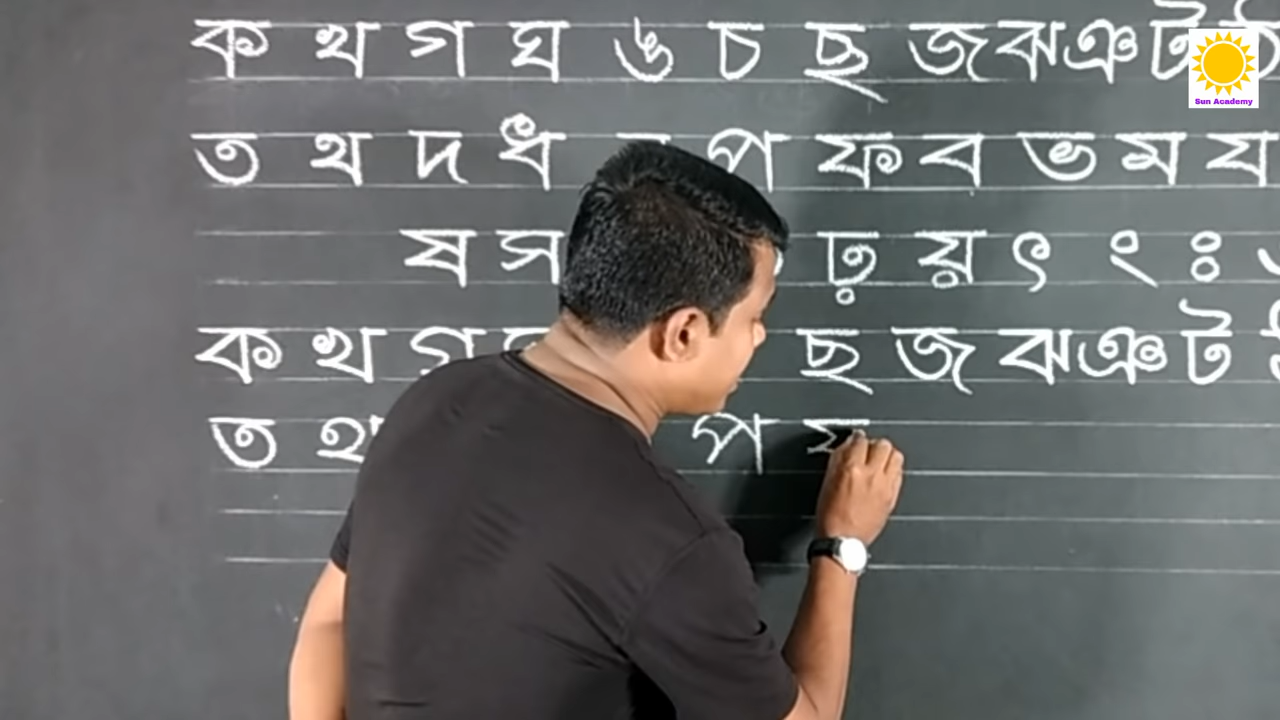 ক খ গ ঘ ঙ চ ছ জ ঝ ঞ ট
Sun Academy
ত থ দ ধ প ফ ব ভ ম য
ষ স ঢ় য় ৎ ং ঃ
ক খ গ ছ জ ঝ ঞ ট
ত থ প